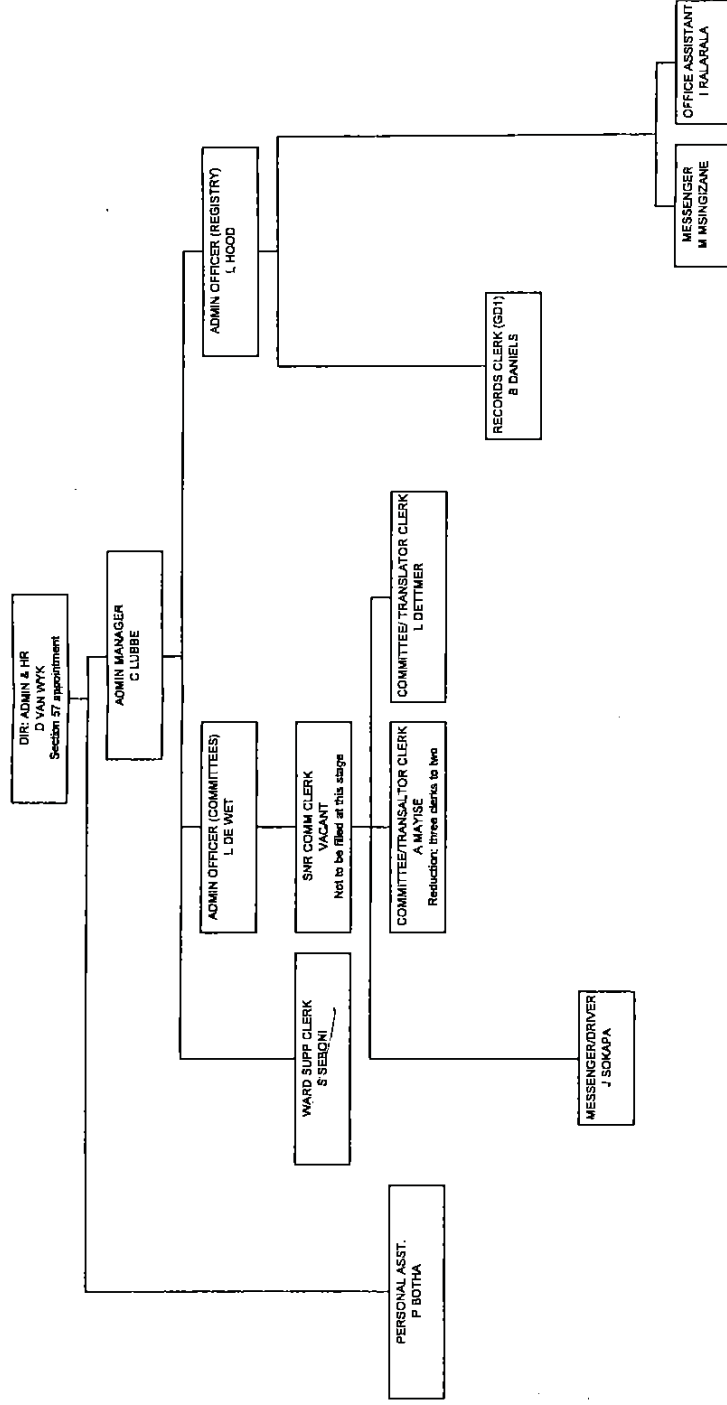 DIR: ADMIN & HR
D VAN WYK
Section 57 appointment
ADMIN MANAGER
C LUBBE
PERSONAL ASST.
P BOTHA
WARD SUPP CLERK
S SEBONI
ADMIN OFFICER (COMMITTEES)
L DE WET
SNR COMM CLERK
VACANT
Not to be filled at this stage
MESSENGER/DRIVER
J SOKAPA
COMMITTEE/TRANSALTOR CLERK
A MAYISE
Reduction: three clerks to two
COMMITTEE/ TRANSLATOR CLERK
L DETTMER
ADMIN OFFICER (REGISTRY)
L HOOD
RECORDS CLERK (GD1)
B DANIELS
MESSENGER
M MSINGIZANE
OFFICE ASSISTANT
I RALARALA